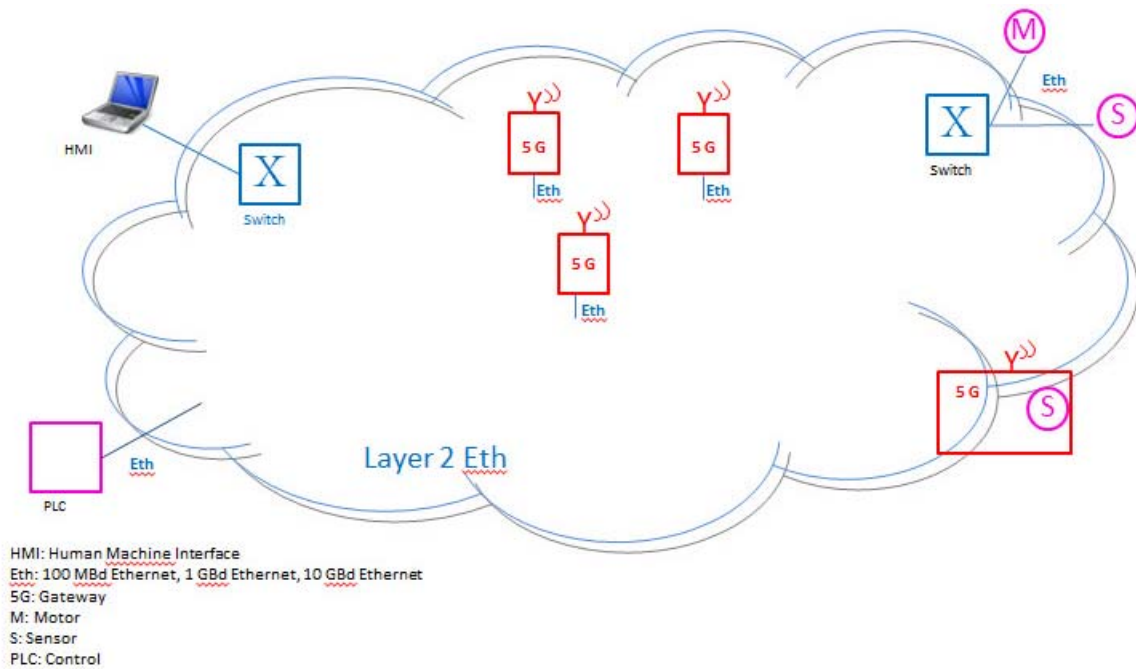 M
Eth
S
X
Switch
HMI
X
Switch
5 G
Eth
5 G
Eth
5 G
Eth
5 G
S
PLC
Eth
Layer 2 Eth
HMI: Human Machine Interface
Eth: 100 MBd Ethernet, 1 GBd Ethernet, 10 GBd Ethernet
5G: Gateway
M: Motor
S: Sensor
PLC: Control